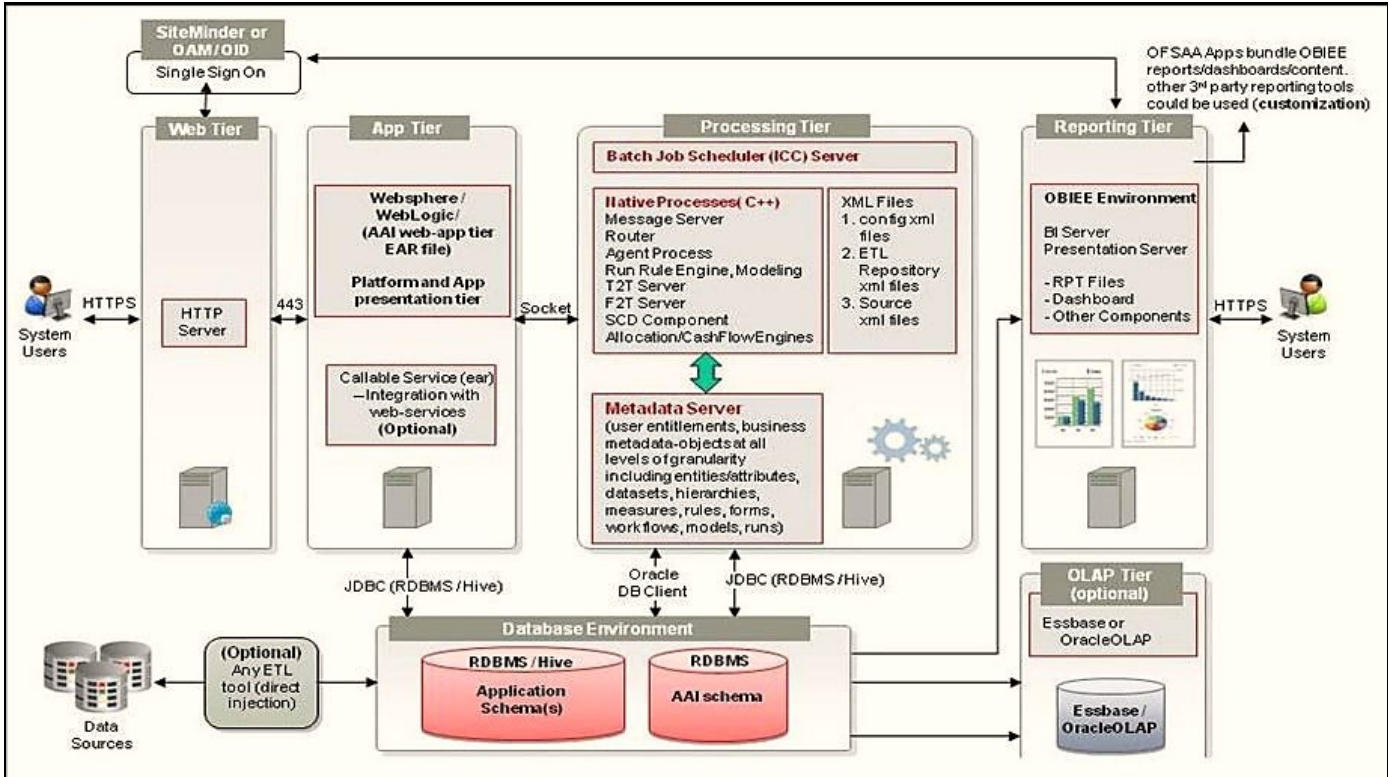 SiteMinder or
OAM/OID
Single Sign On
OFSAA Apps bundle OBIEE
reports/dashboards/content.
other 3rd party reporting tools
could be used (customization)
Web Tier
App Tier
Processing Tier
Reporting Tier
HTTPS
System
Users
HTTP
Server
443
Websphere /
WebLogic/
(AAI web-app tier
EAR file)
Platform and App
presentation tier
Callable Service (ear)
–Integration with
web-services
(Optional)
Socket
Batch Job Scheduler (ICC) Server
Native Processes( C++)
Message Server
Router
Agent Process
Run Rule Engine, Modeling
T2T Server
F2T Server
SCD Component
Allocation/CashFlowEngines
XML Files
1. config xml
files
2. ETL
Repository
xml files
3. Source
xml files
Metadata Server
(user entitlements, business
metadata-objects at all
levels of granularity
including entities/attributes,
datasets, hierarchies,
measures, rules, forms,
workflows, models, runs)
OBIEE Environment
BI Server
Presentation Server
- RPT Files
- Dashboard
- Other Components
HTTPS
System
Users
JDBC (RDBMS / Hive)
Oracle
DB Client
JDBC (RDBMS / Hive)
OLAP Tier
(optional)
Essbase or
OracleOLAP
Essbase /
OracleOLAP
Database Environment
RDBMS / Hive
Application
Schema(s)
RDBMS
AAI schema
(Optional)
Any ETL
tool (direct
injection)
Data
Sources